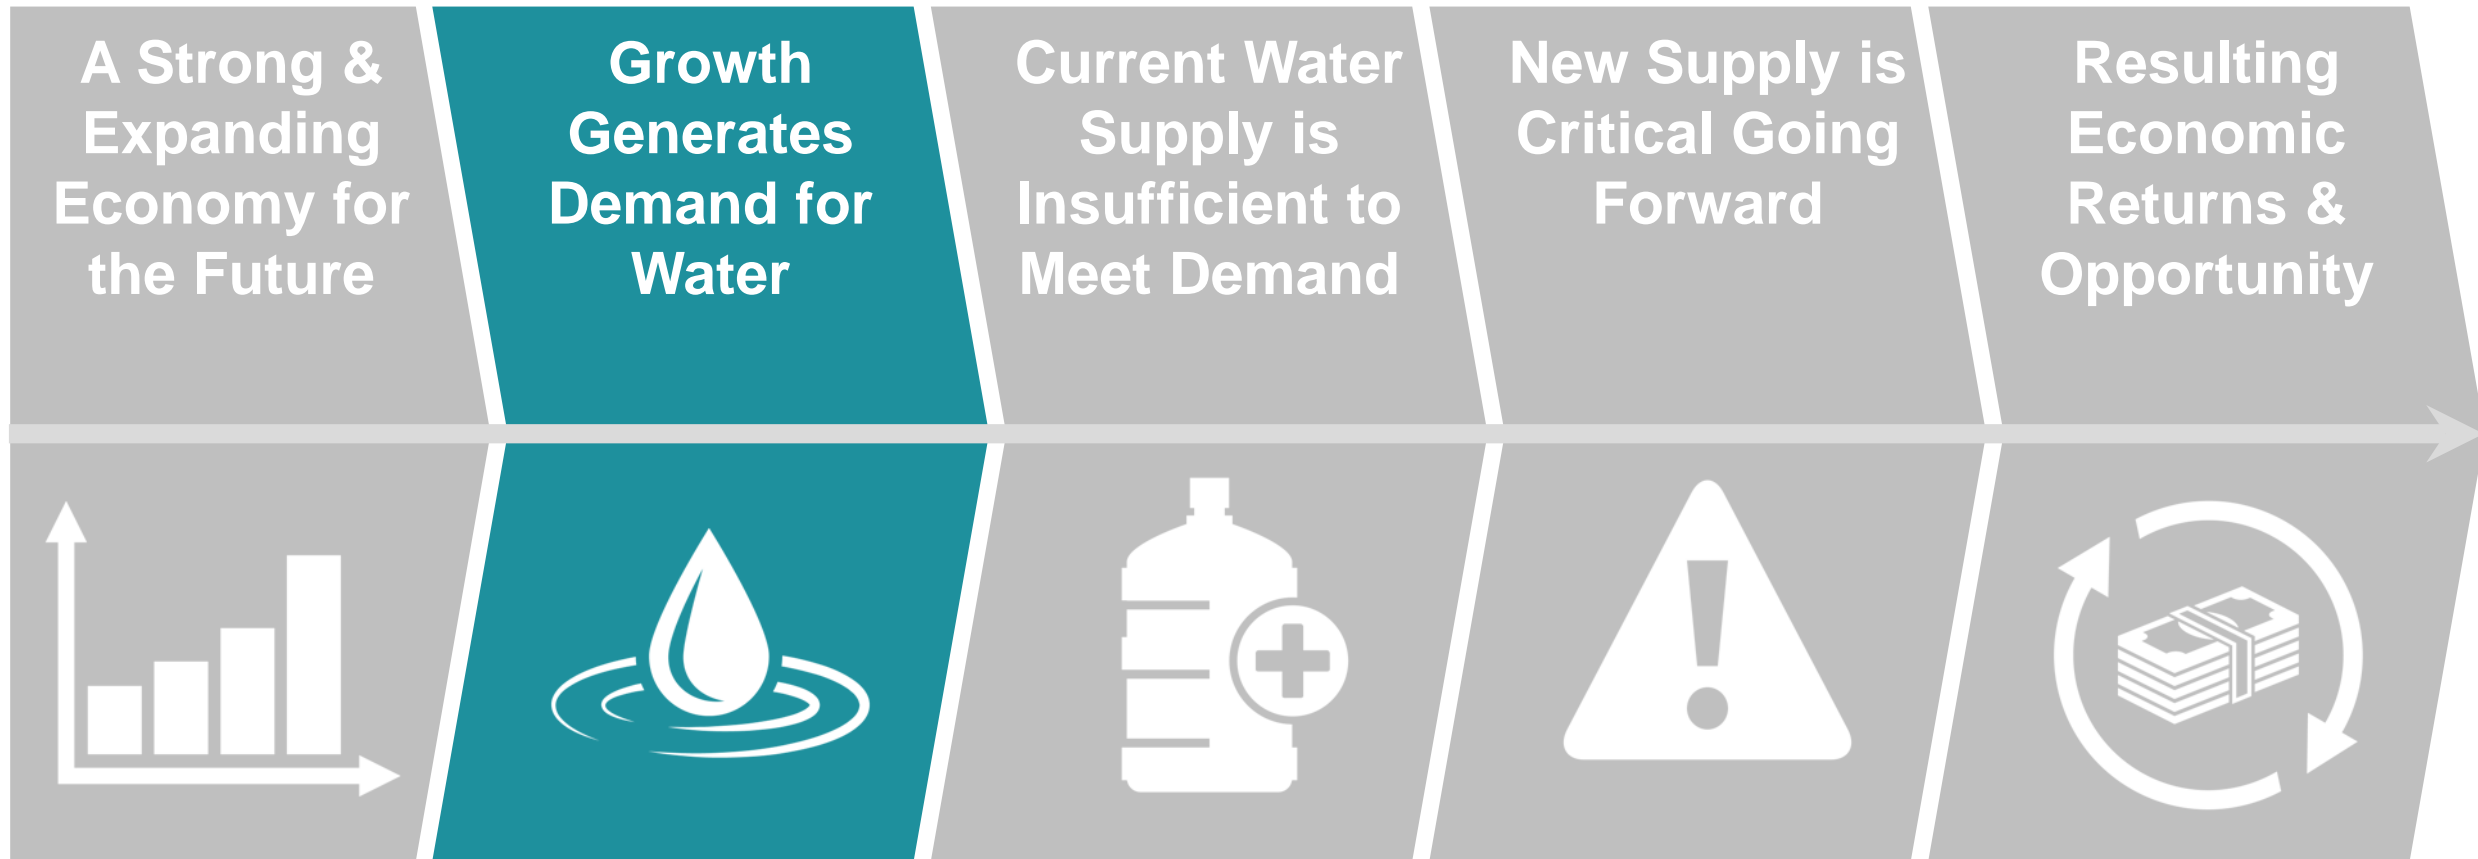 A Strong &
Expanding
Economy for
the Future
Growth
Generates
Demand for
Water
Current Water
Supply is
Insufficient to
Meet Demand
New Supply is
Critical Going
Forward
Resulting
Economic
Returns &
Opportunity